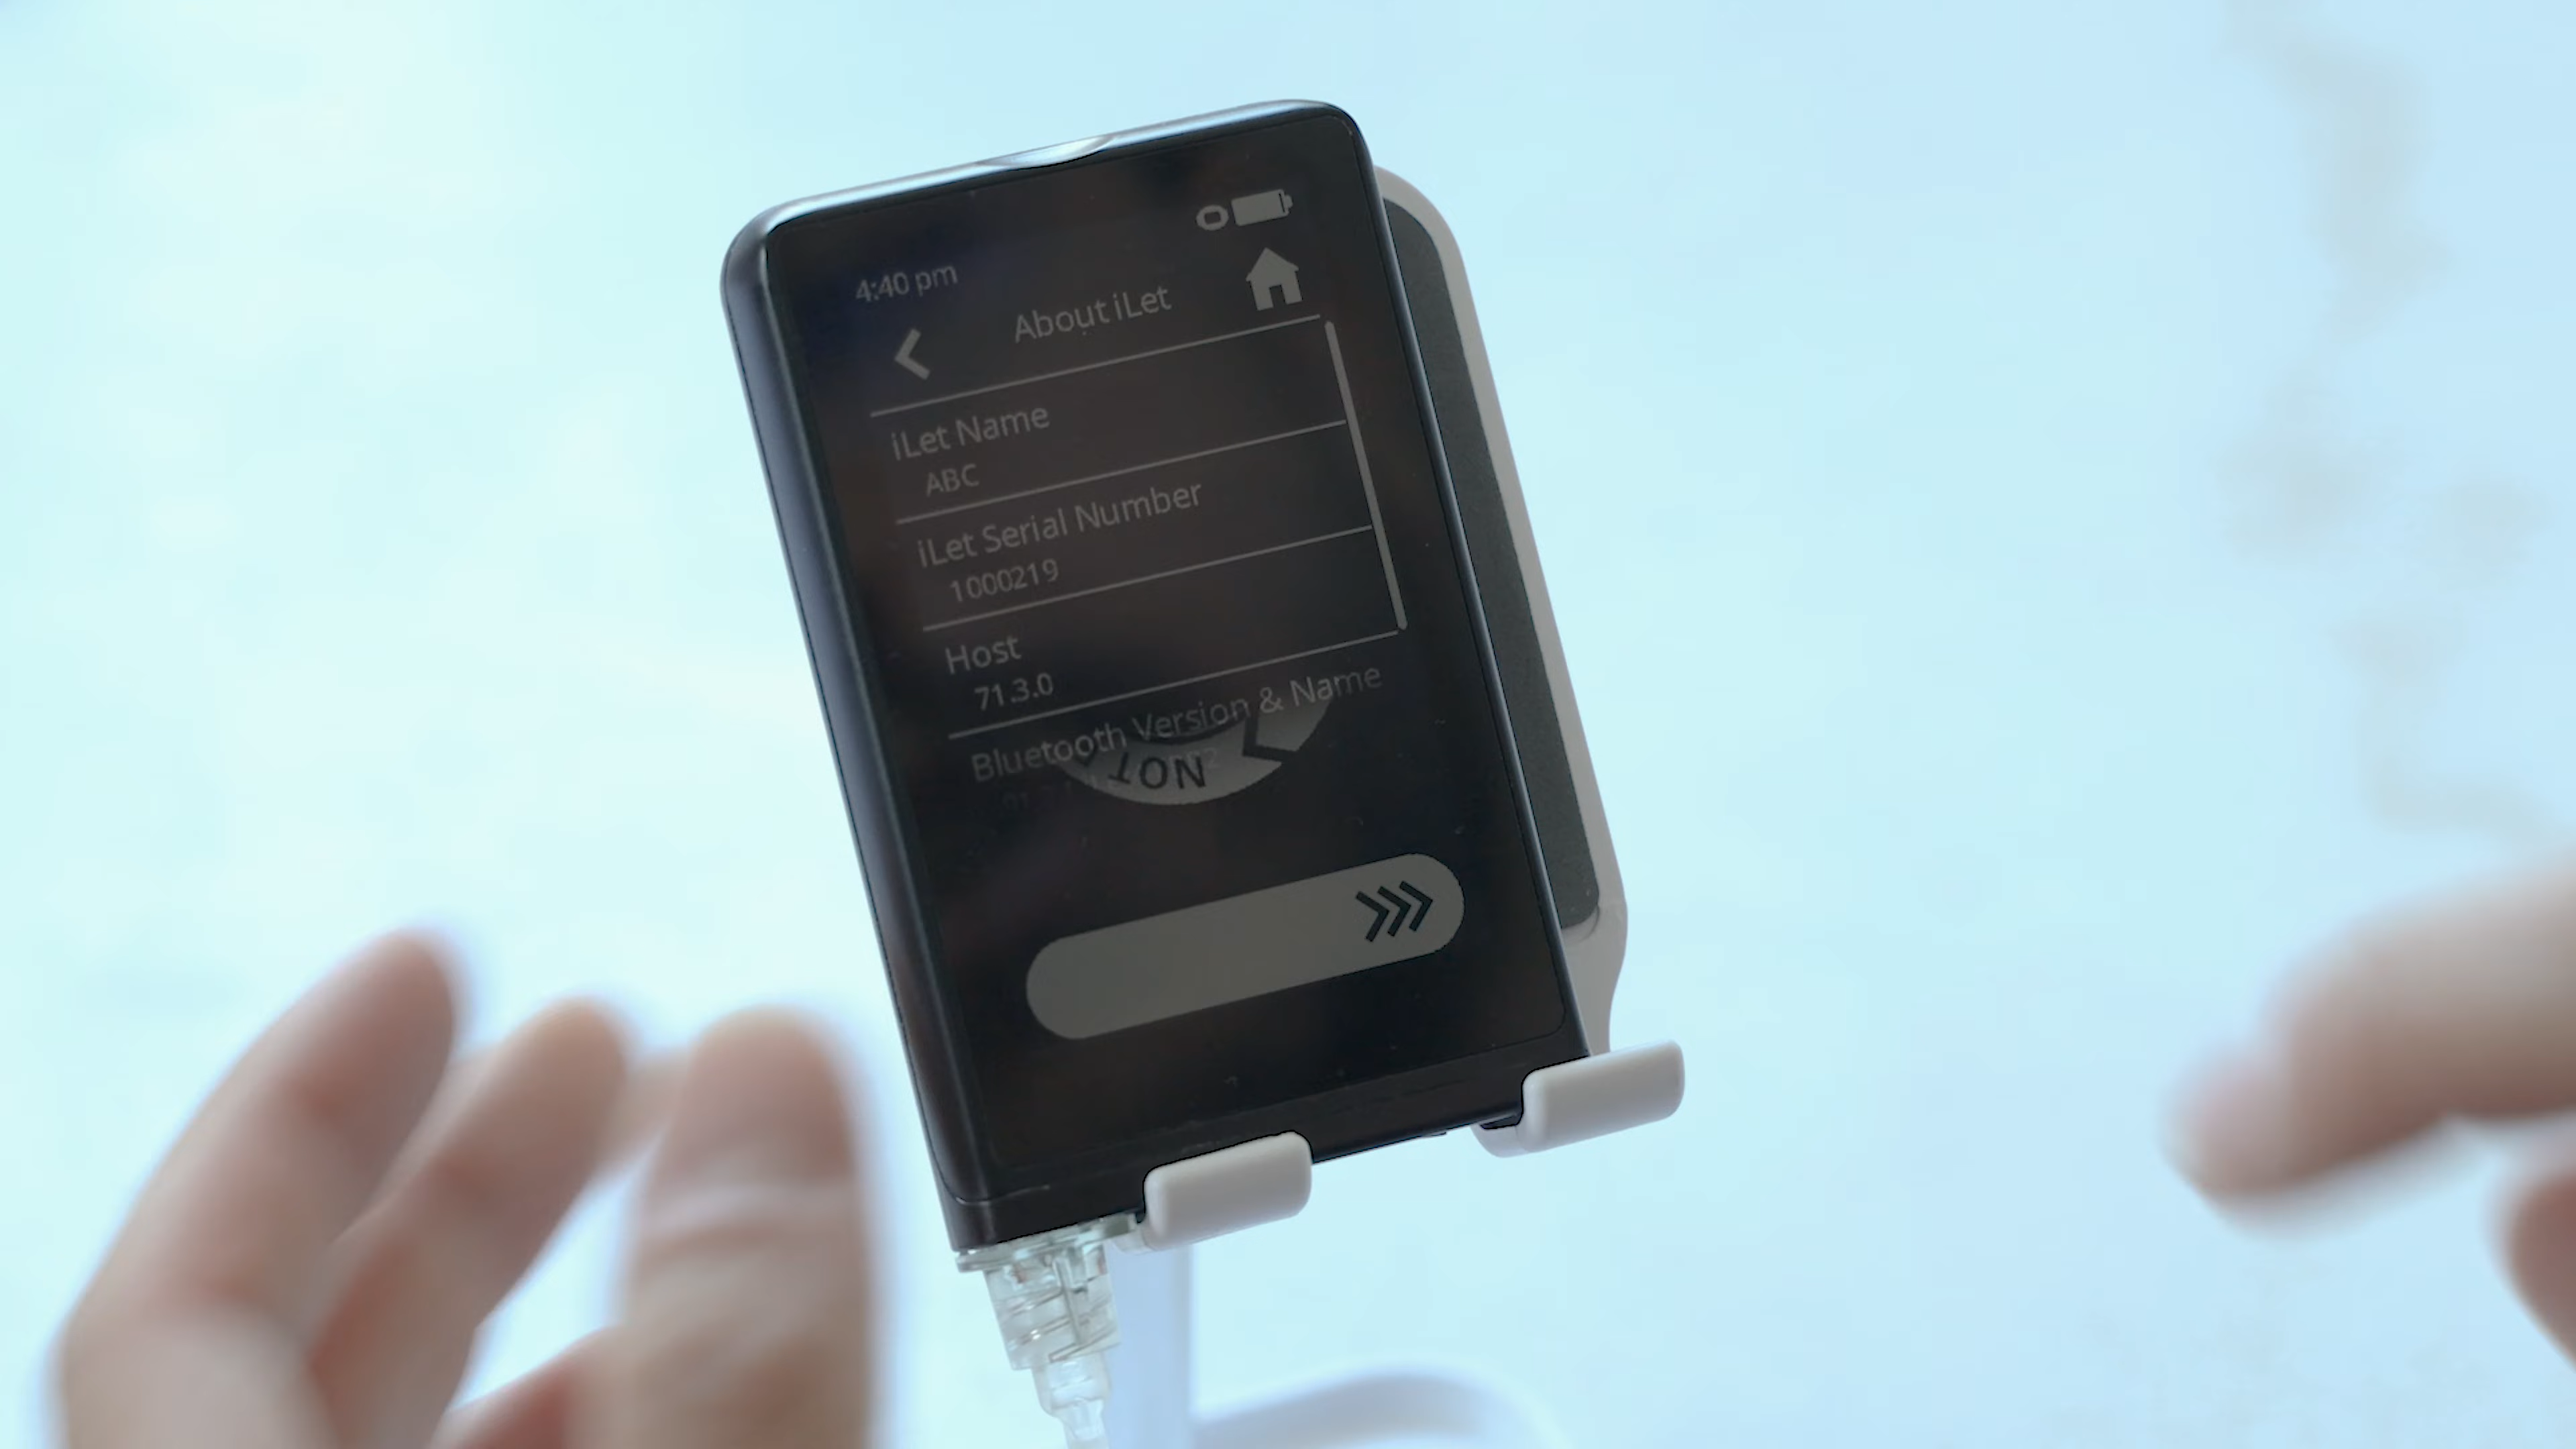 4:40 pm
About iLet
iLet Name
ABC
iLet Serial Number
1000219
Host
71.3.0
Bluetooth Version & Name
NOT